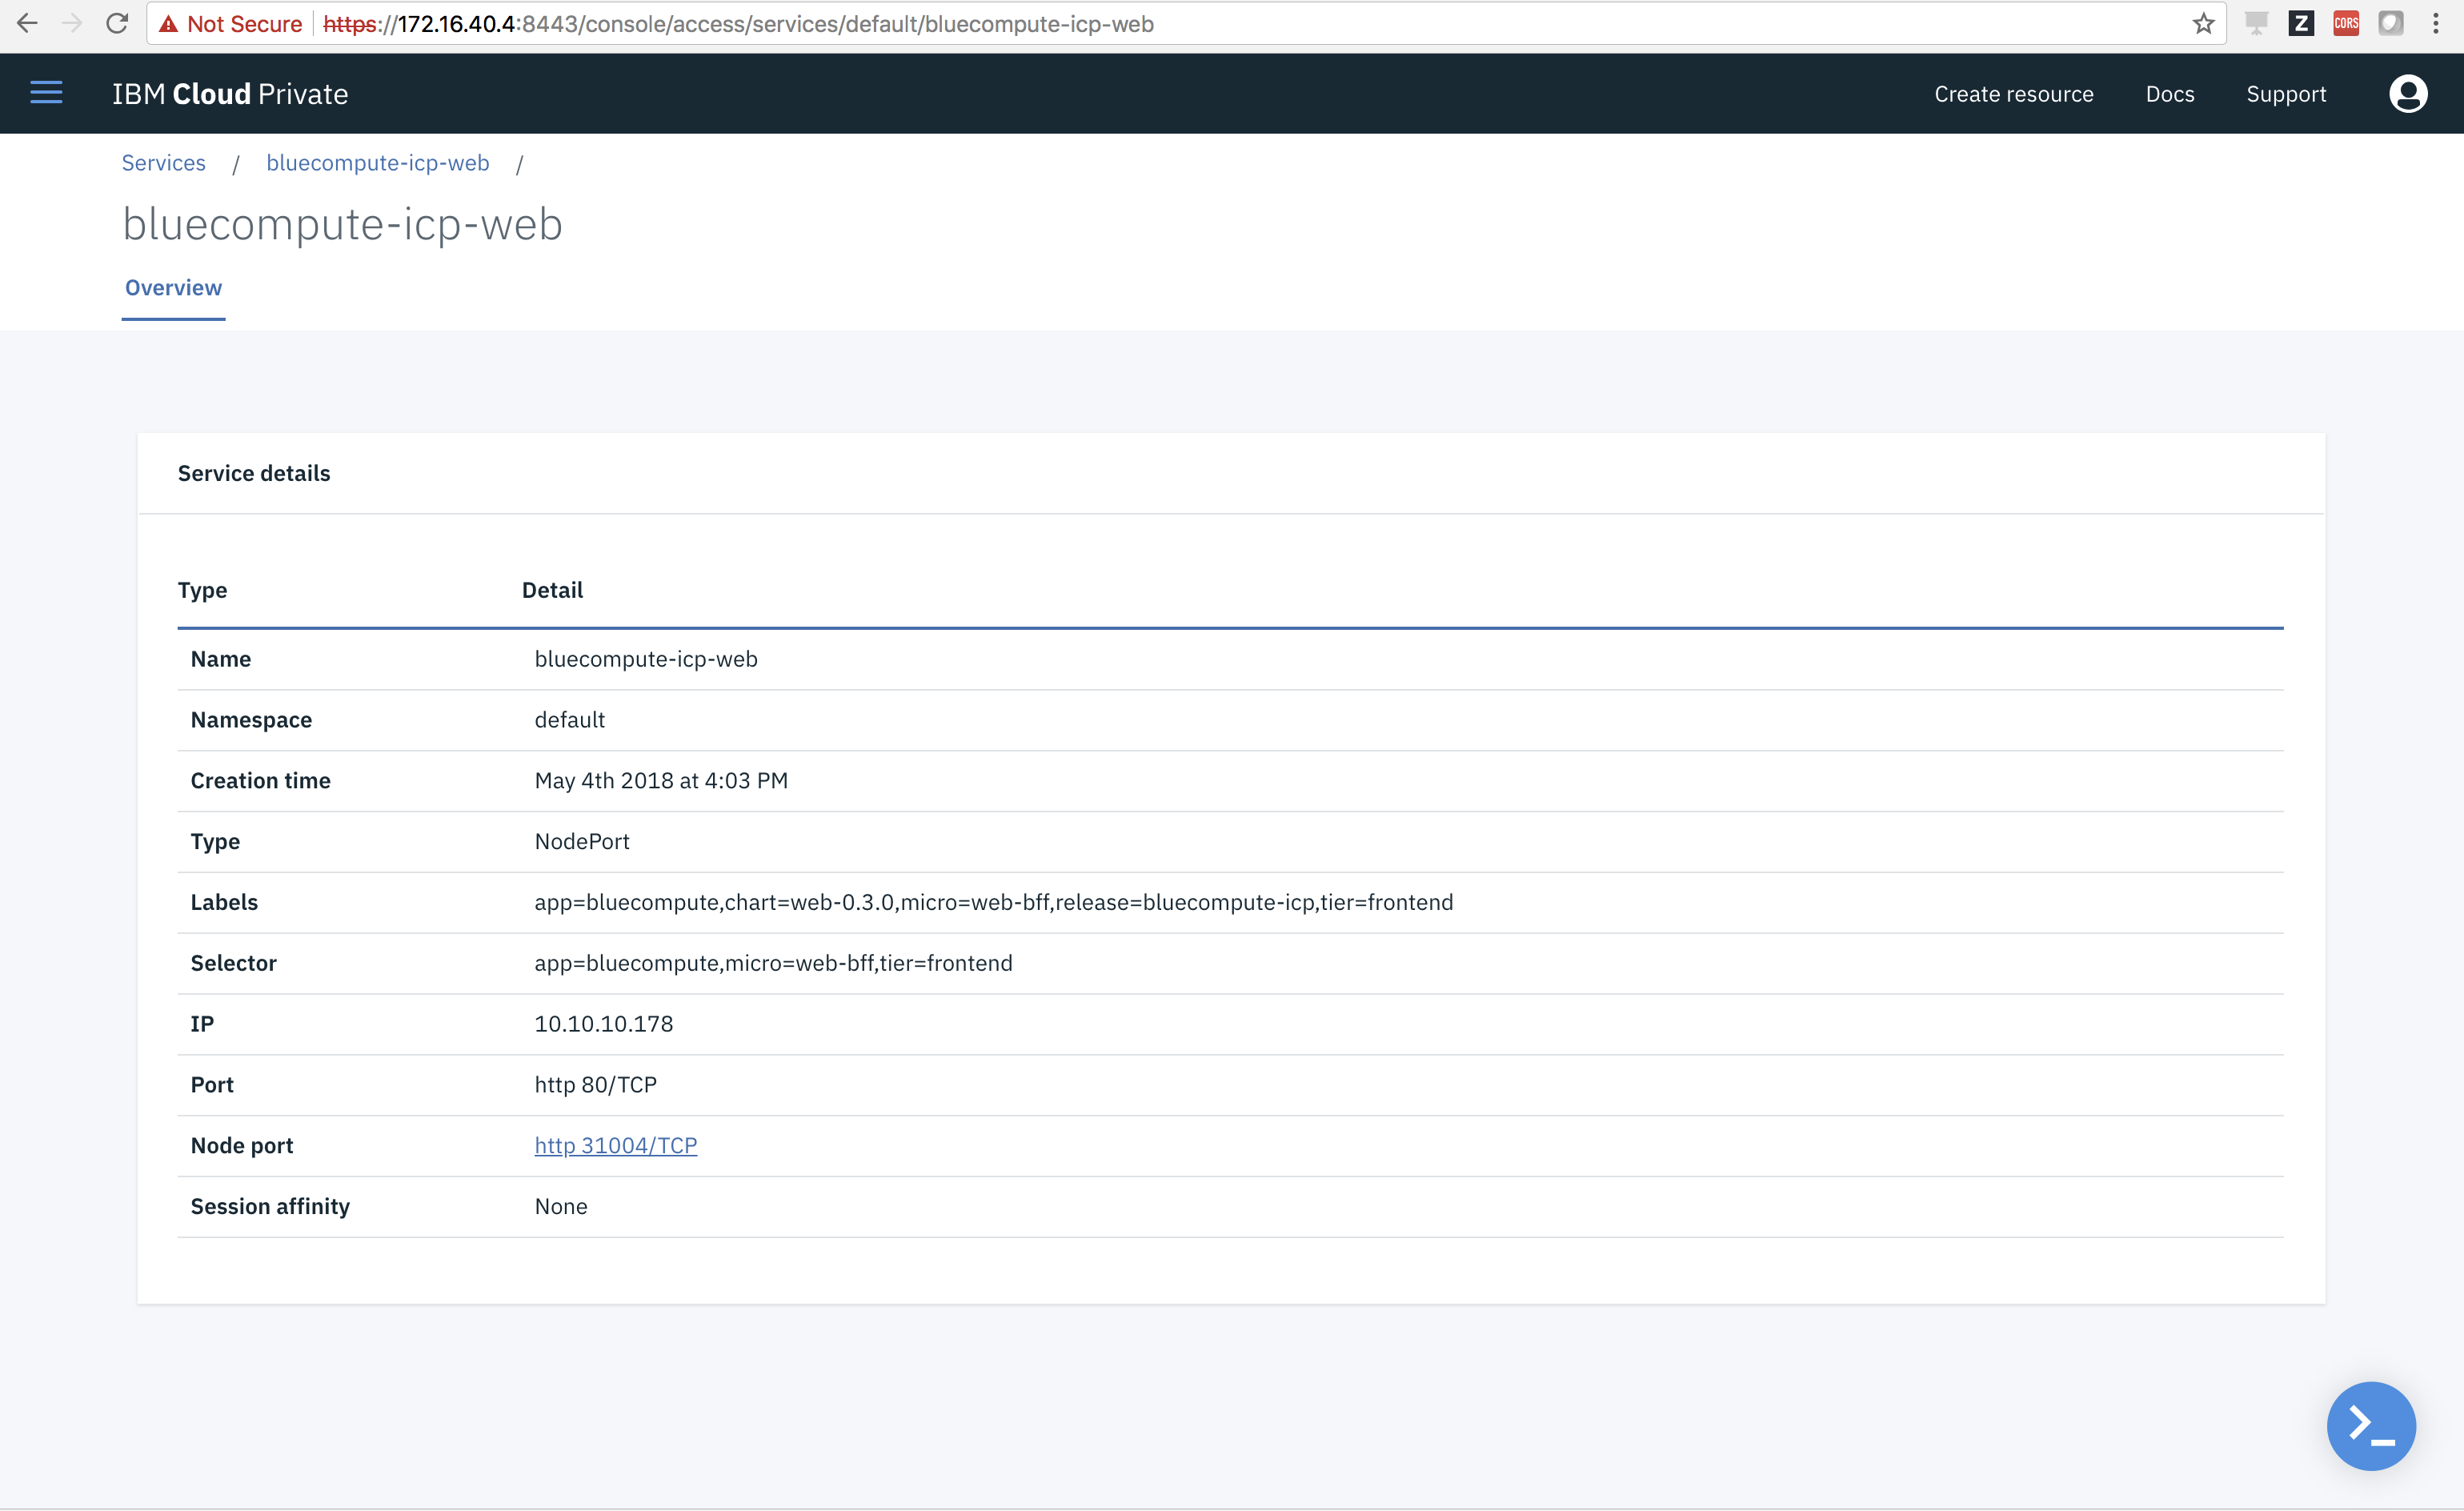 Not Secure https://172.16.40.4:8443/console/access/services/default/bluecompute-icp-web
Z
CORS
IBM Cloud Private Create resource Docs Support
Services / bluecompute-icp-web /
bluecompute-icp-web
Overview
Service details
Type Detail
Name bluecompute-icp-web
Namespace default
Creation time May 4th 2018 at 4:03 PM
Type NodePort
Labels app=bluecompute,chart=web-0.3.0,micro=web-bff,release=bluecompute-icp,tier=frontend
Selector app=bluecompute,micro=web-bff,tier=frontend
IP 10.10.10.178
Port http 80/TCP
Node port http 31004/TCP
Session affinity None